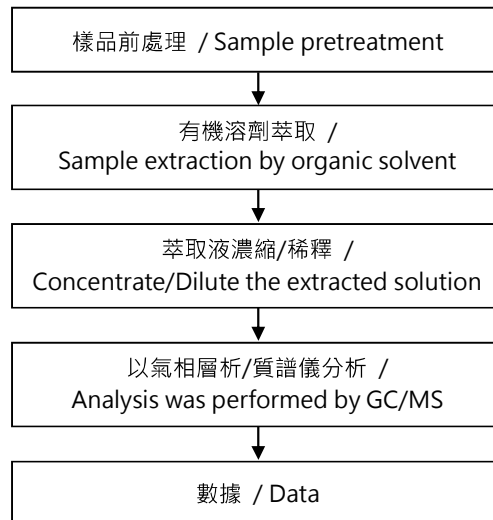 樣品前處理 / Sample pretreatment
有機溶劑萃取 /
Sample extraction by organic solvent
萃取液濃縮/稀釋 /
Concentrate/Dilute the extracted solution
以氣相層析/質譜儀分析 /
Analysis was performed by GC/MS
數據 / Data